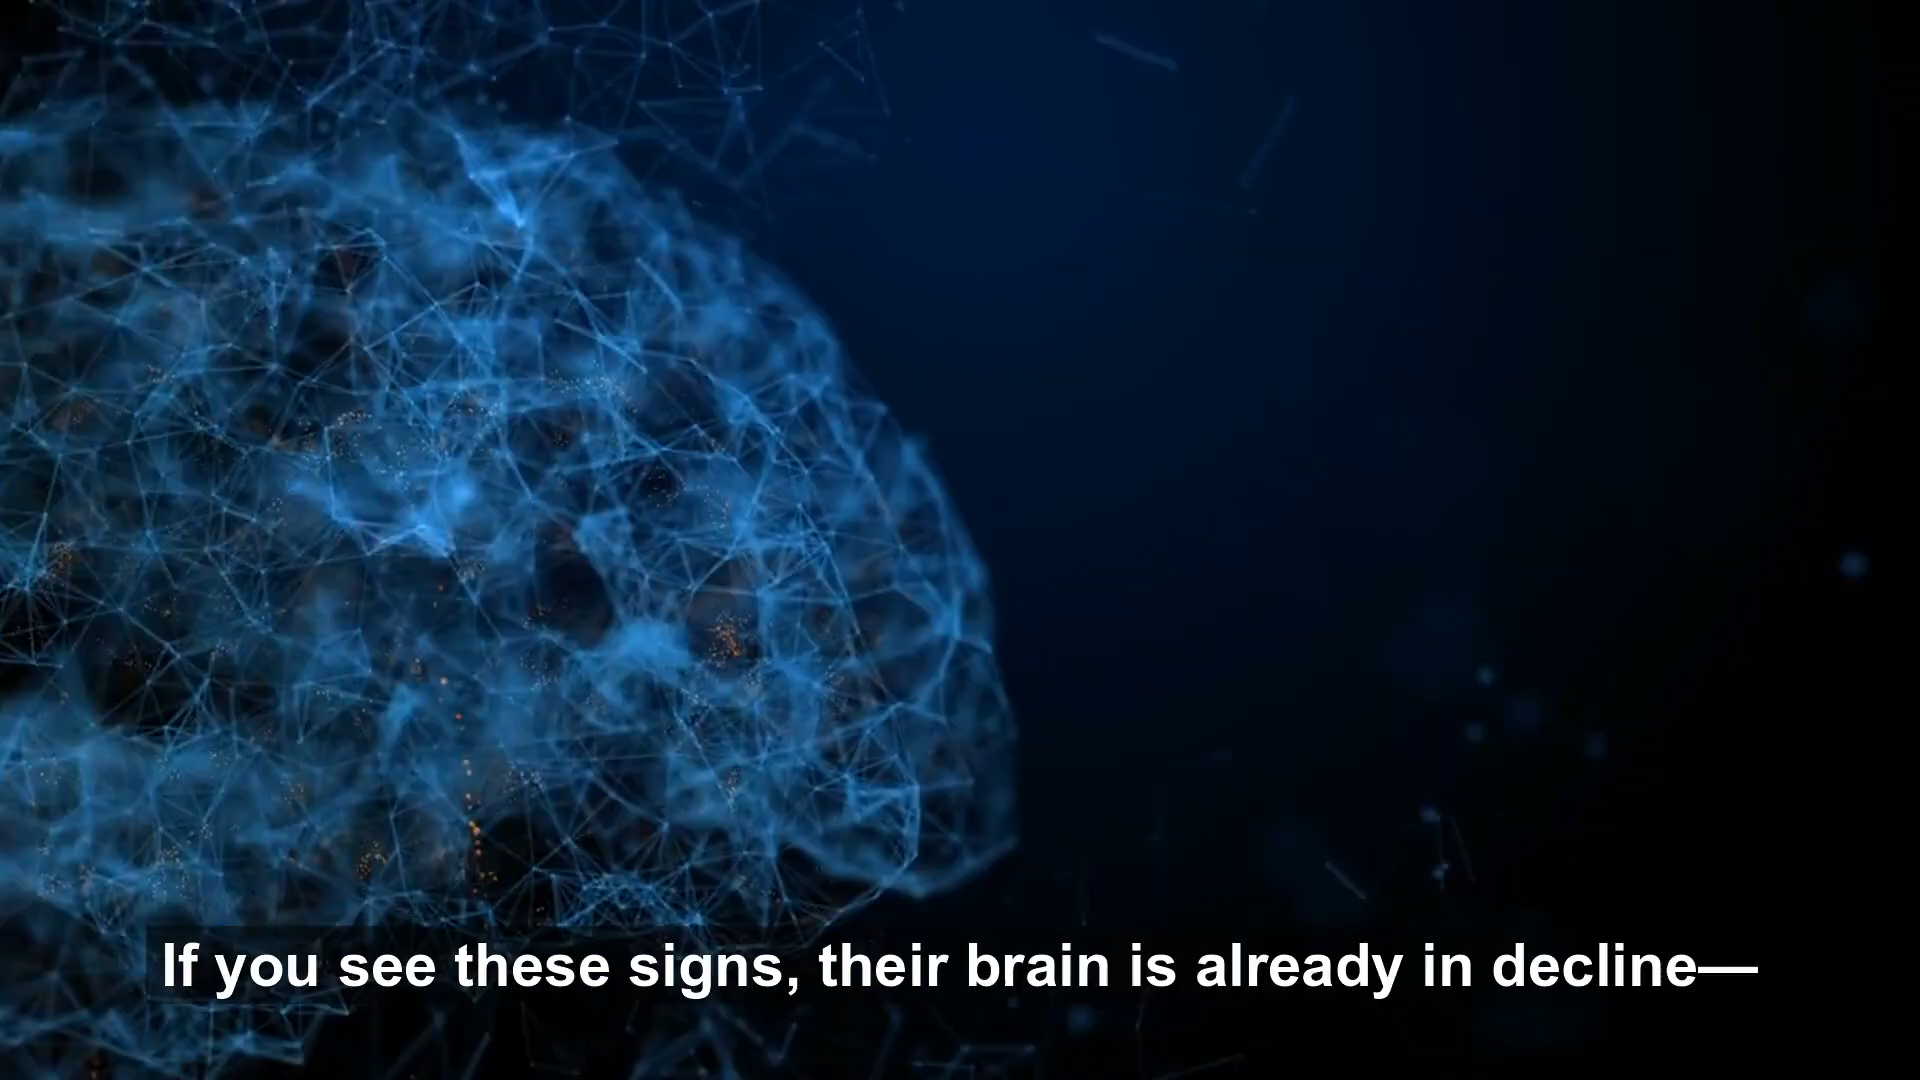 If you see these signs, their brain is already in decline—